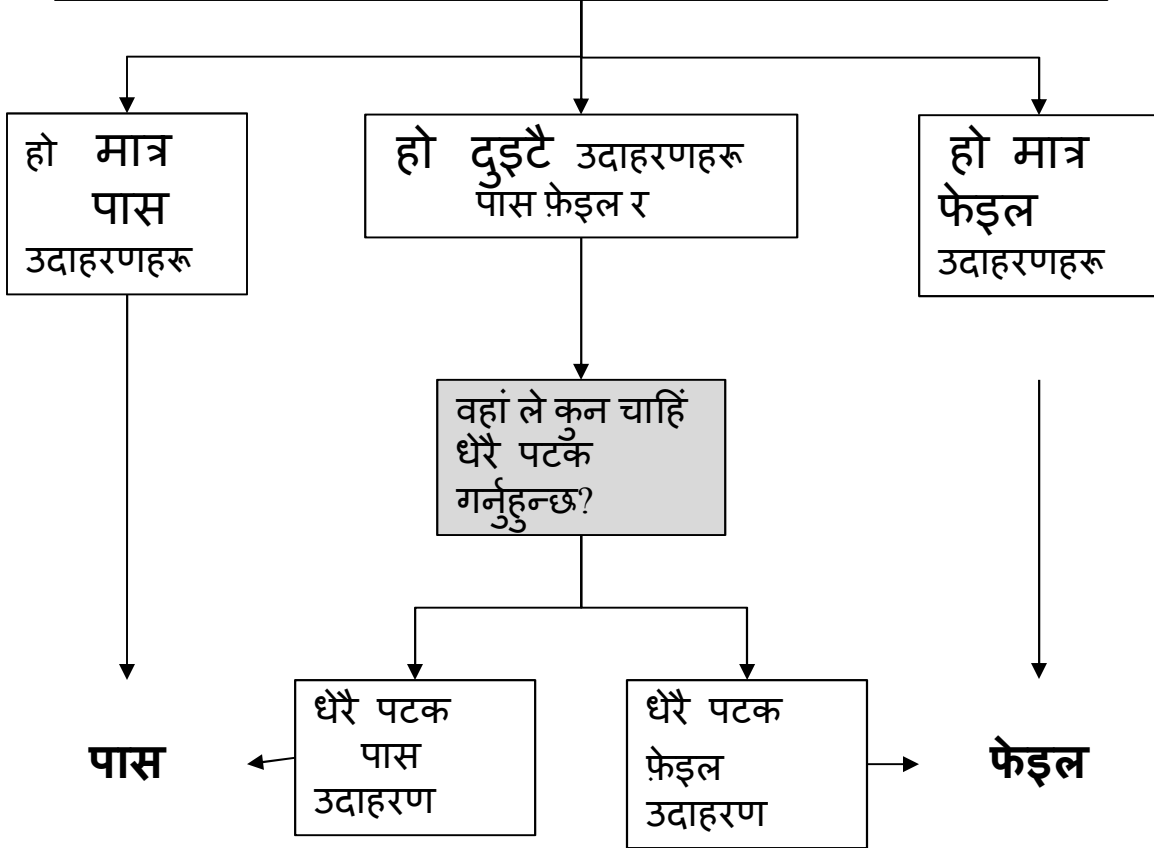 हो मात्र
पास
उदाहरणहरू
हो दुइटै उदाहरणहरू
पास फ़ेइल र
हो मात्र
फेइल
उदाहरणहरू
वहां ले कुन चाहिं
धेरै पटक
गर्नुहुन्छ?
धेरै पटक
पास
उदाहरण
धेरै पटक
फ़ेइल
उदाहरण
पास
फेइल